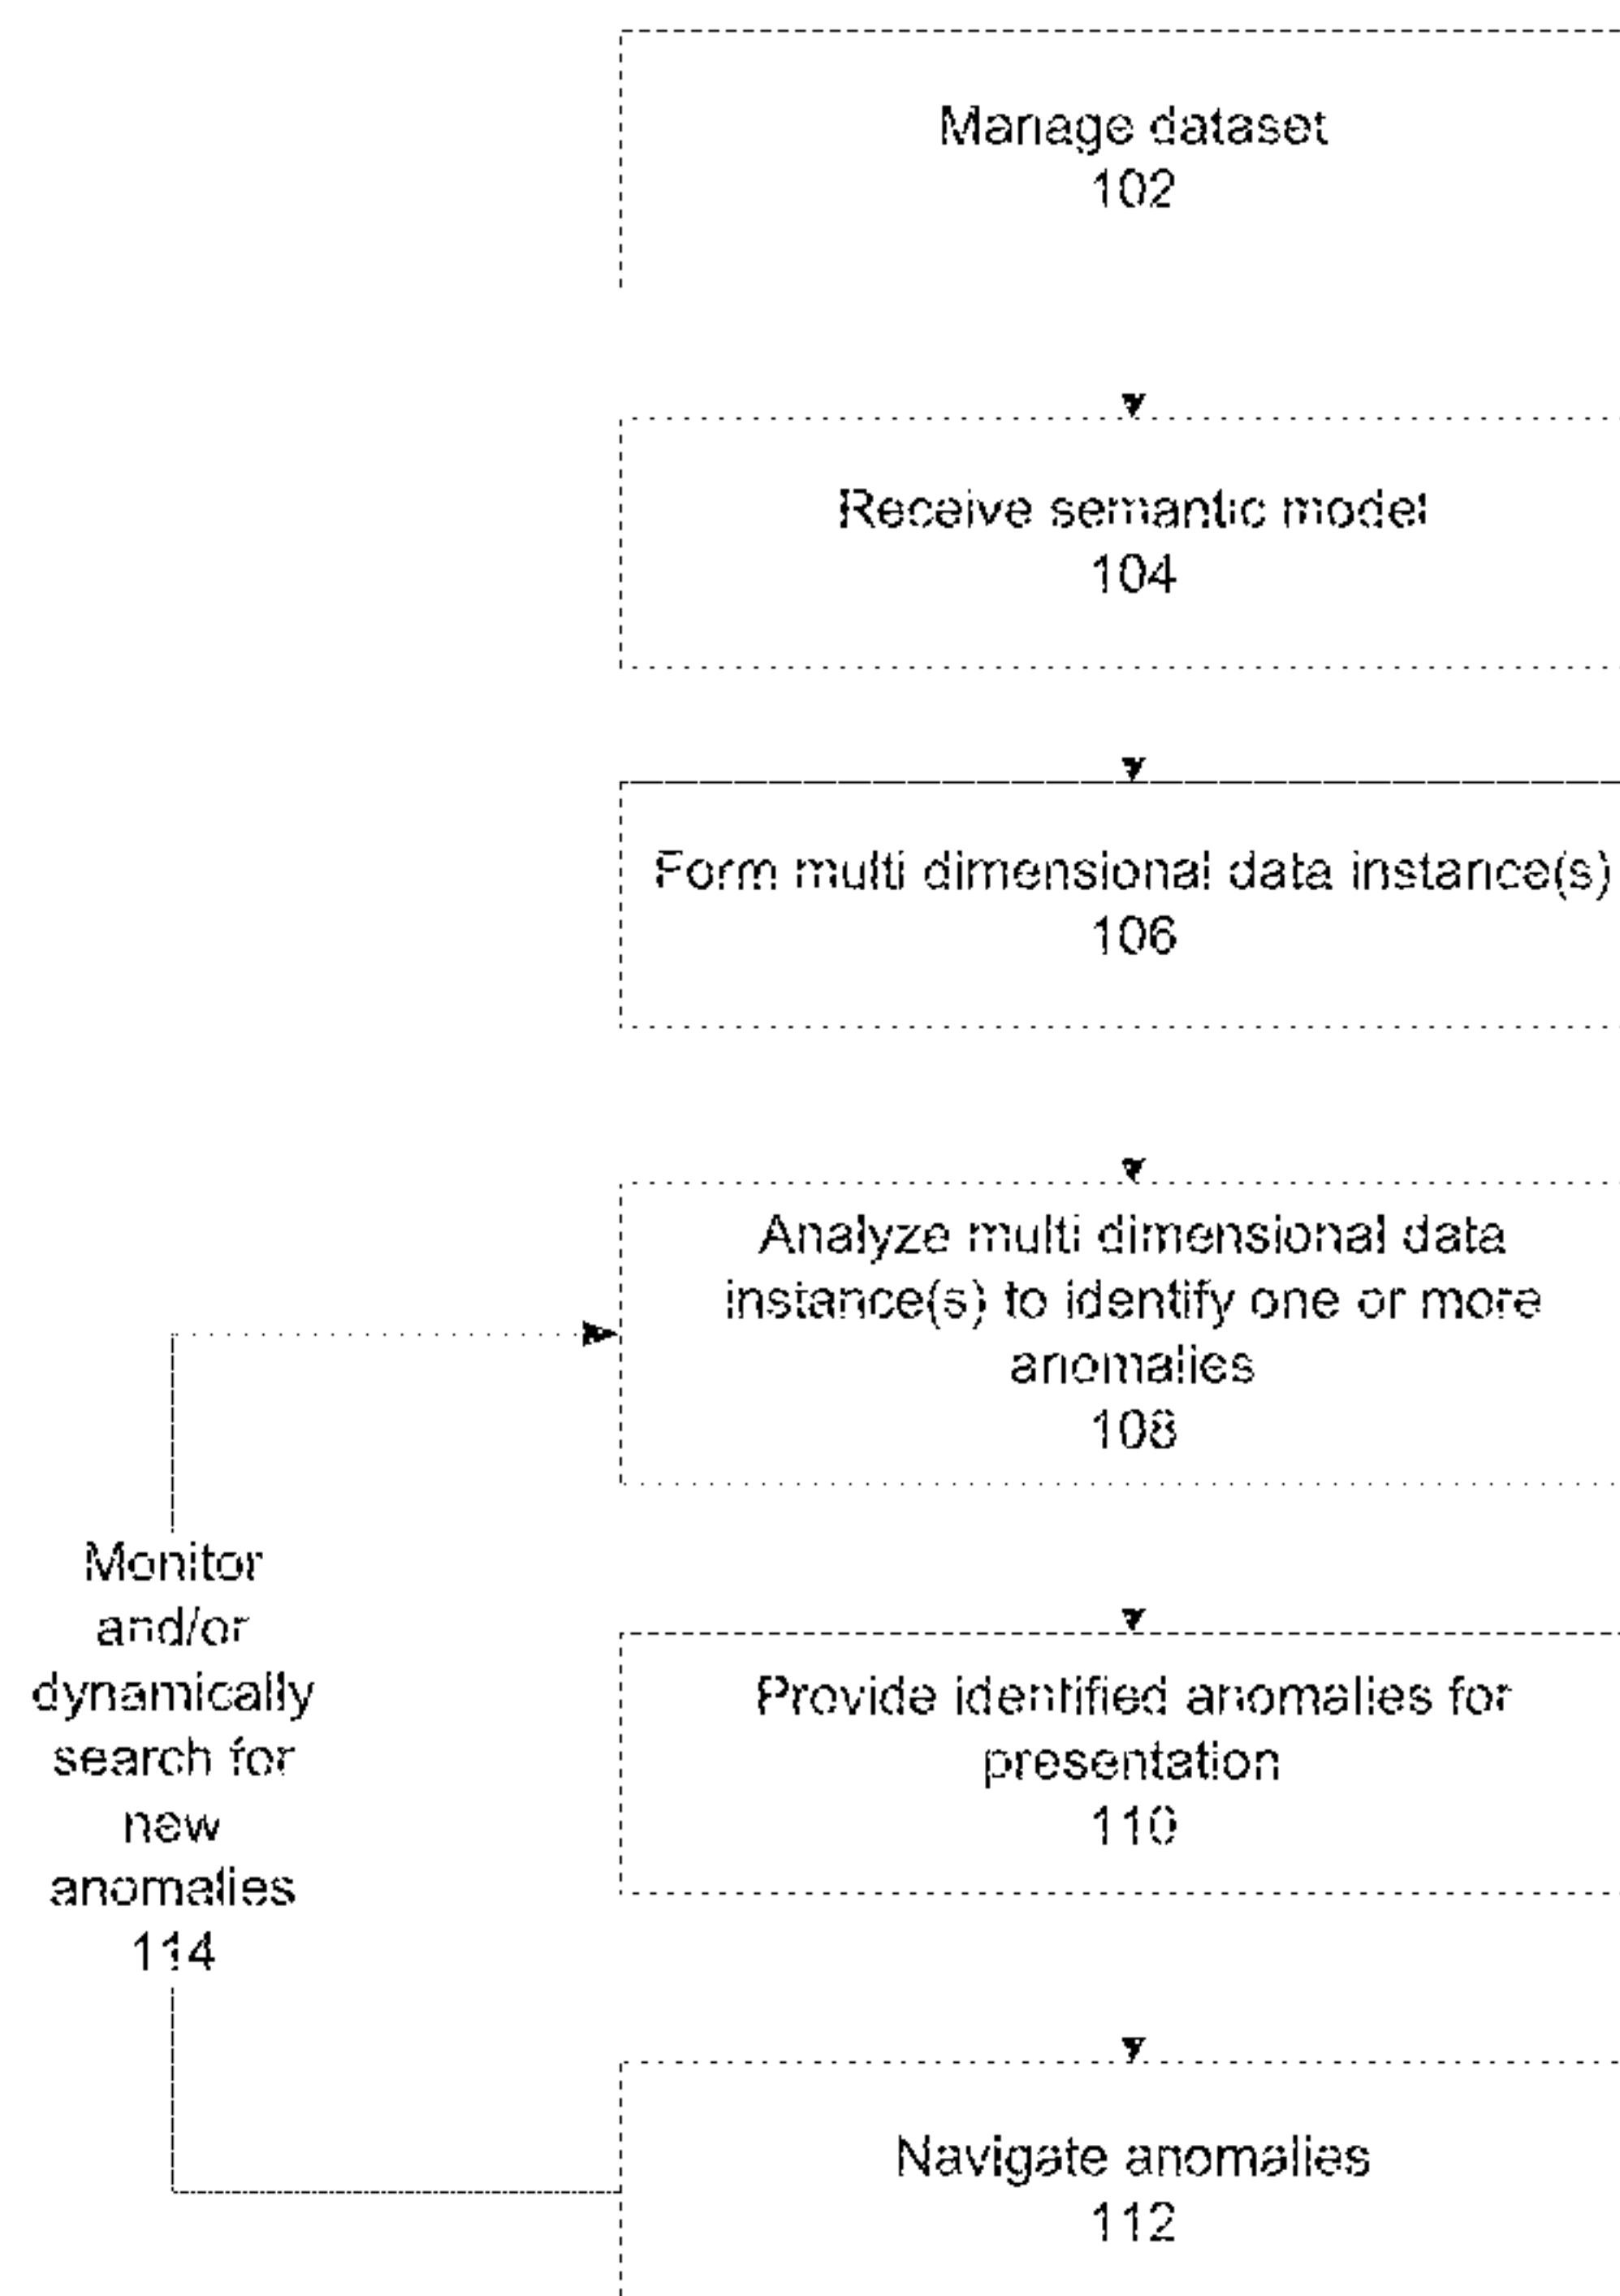 Manage dataset
102
Receive semantic model
104
Form multi dimensional data instance(s)
106
Analyze multi dimensional data
instance(s) to identify one or more
anomalies
108
Monitor
and/or
dynamically
search for
new
anomalies
114
Provide identified anomalies for
presentation
110
Navigate anomalies
112